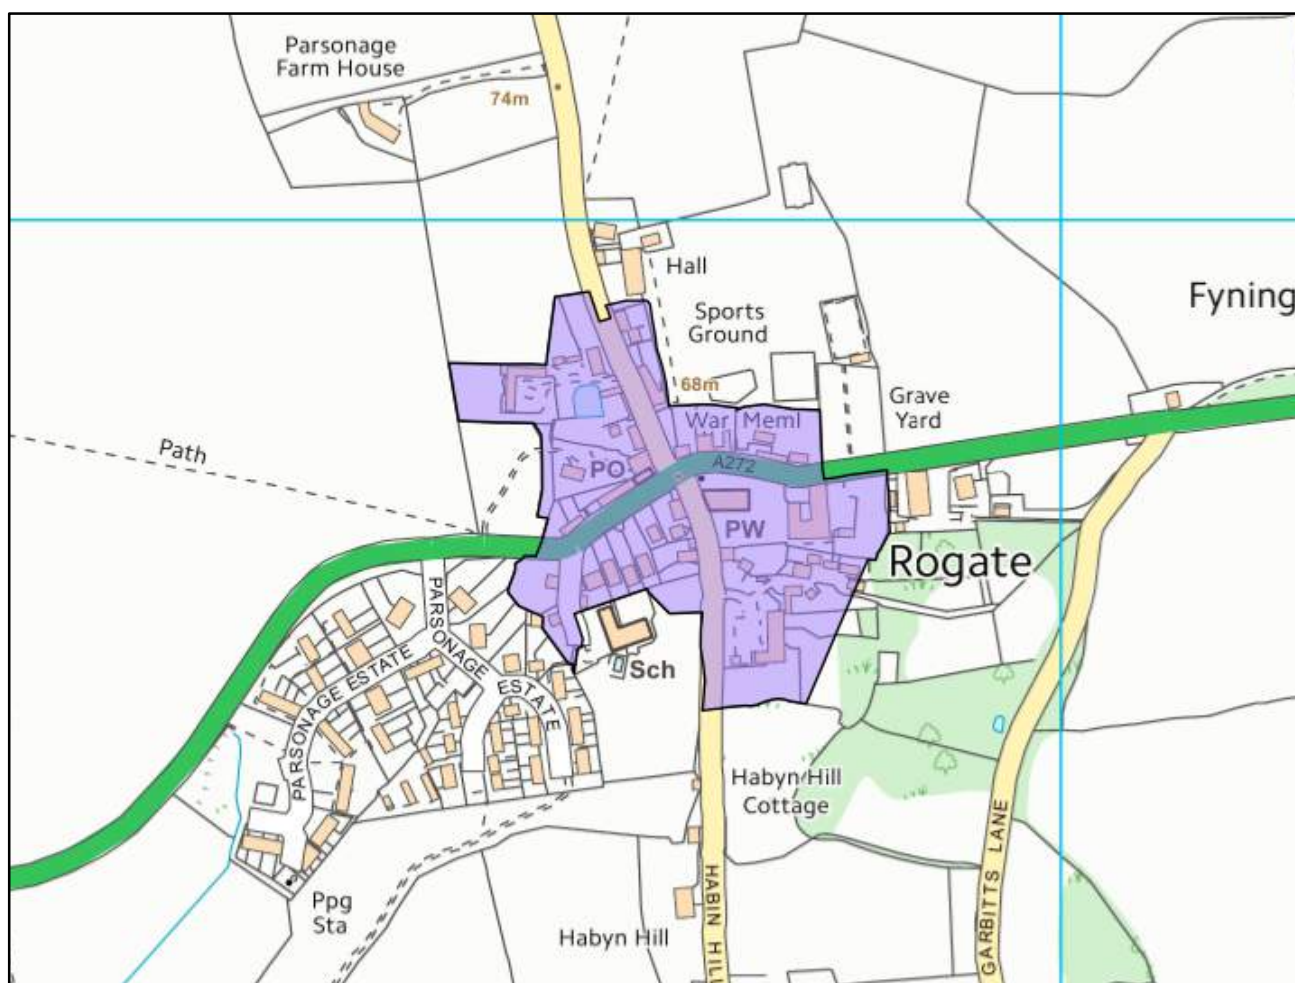 Parsonage
Farm House
74m
Hall
Sports
Ground
Fyning
68m
Grave
Yard
War Meml
Path
PO
A272
PW
Rogate
PARSONAGE ESTATE
PARSONAGE ESTATE
Sch
Habyn Hill
Cottage
Ppg
Sta
Habyn Hill
HABIN HILL
GARBITTS LANE